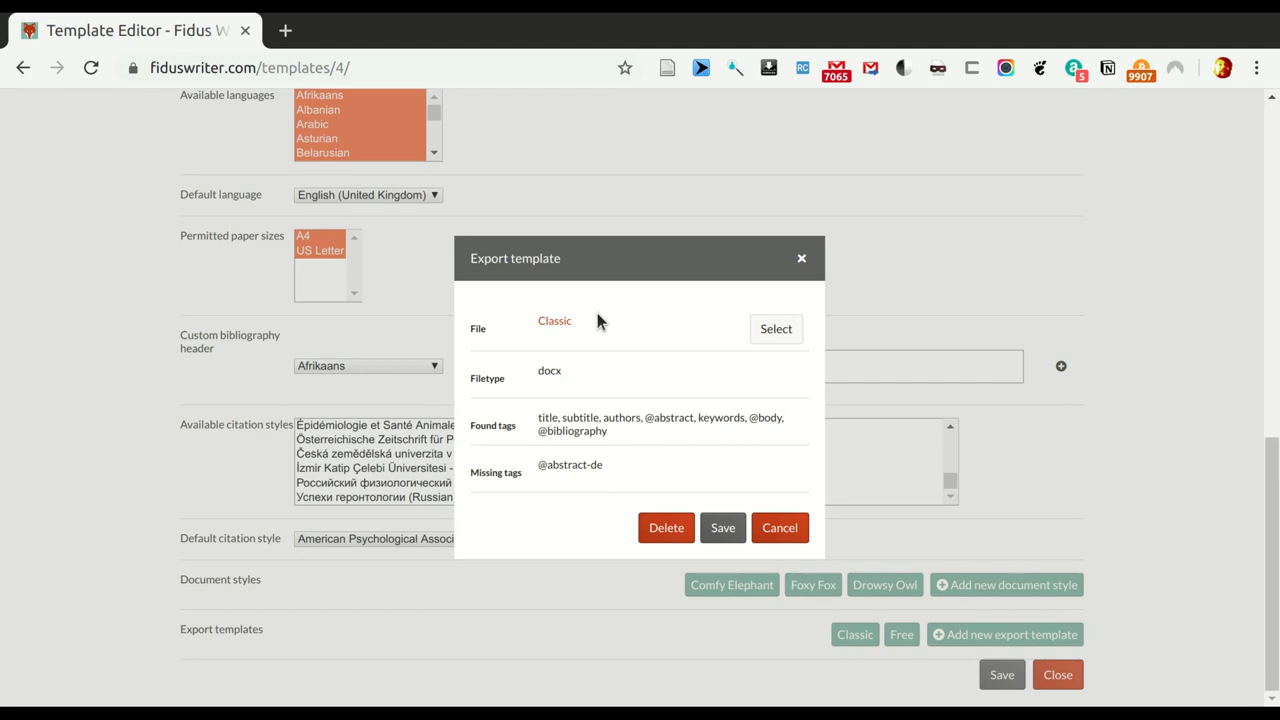 Template Editor - Fidus W
fiduswriter.com/templates/4/
RC
7065
5
9907
Available languages
Afrikaans
Albanian
Arabic
Asturian
Belarusian
Default language
English (United Kingdom)
Permitted paper sizes
A4
US Letter
Custom bibliography
header
Afrikaans
Available citation styles
Épidémiologie et Santé Animale
Österreichische Zeitschrift für P
Česká zemědělská univerzita v
İzmir Katip Çelebi Üniversitesi -
Российский физиологический
Успехи геронтологии (Russian
Default citation style
American Psychological Associ
Export template
File
Classic
Select
Filetype
docx
Found tags
title, subtitle, authors, @abstract, keywords, @body,
@bibliography
Missing tags
@abstract-de
Delete
Save
Cancel
Document styles
Comfy Elephant
Foxy Fox
Drowsy Owl
Add new document style
Export templates
Classic
Free
Add new export template
Save
Close